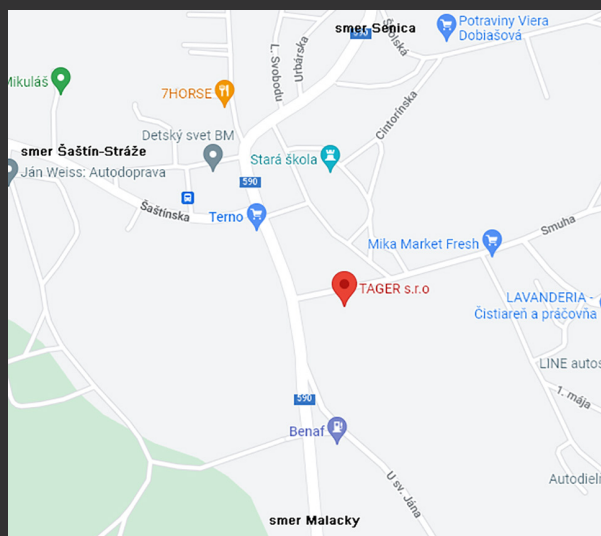 smer Senica
Školská
Potraviny Viera
Dobiašová
L. Svobodu
Urbárska
Mikuláš
7HORSE
Cintorínska
Detský svet BM
smer Šaštín-Stráže
Stará škola
Ján Weiss: Autodoprava
590
Šaštínska
Terno
Smuha
Mika Market Fresh
TAGER s.r.o
LAVANDERIA -
Čistiareň a práčovňa
LINE autos
590
1. mája
Benaf
U sv. Jána
Autodieln
smer Malacky